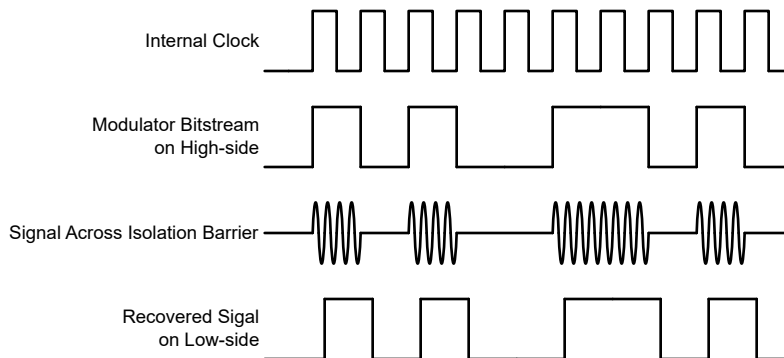 Internal Clock
Modulator Bitstream
on High-side
Signal Across Isolation Barrier
Recovered Sigal
on Low-side